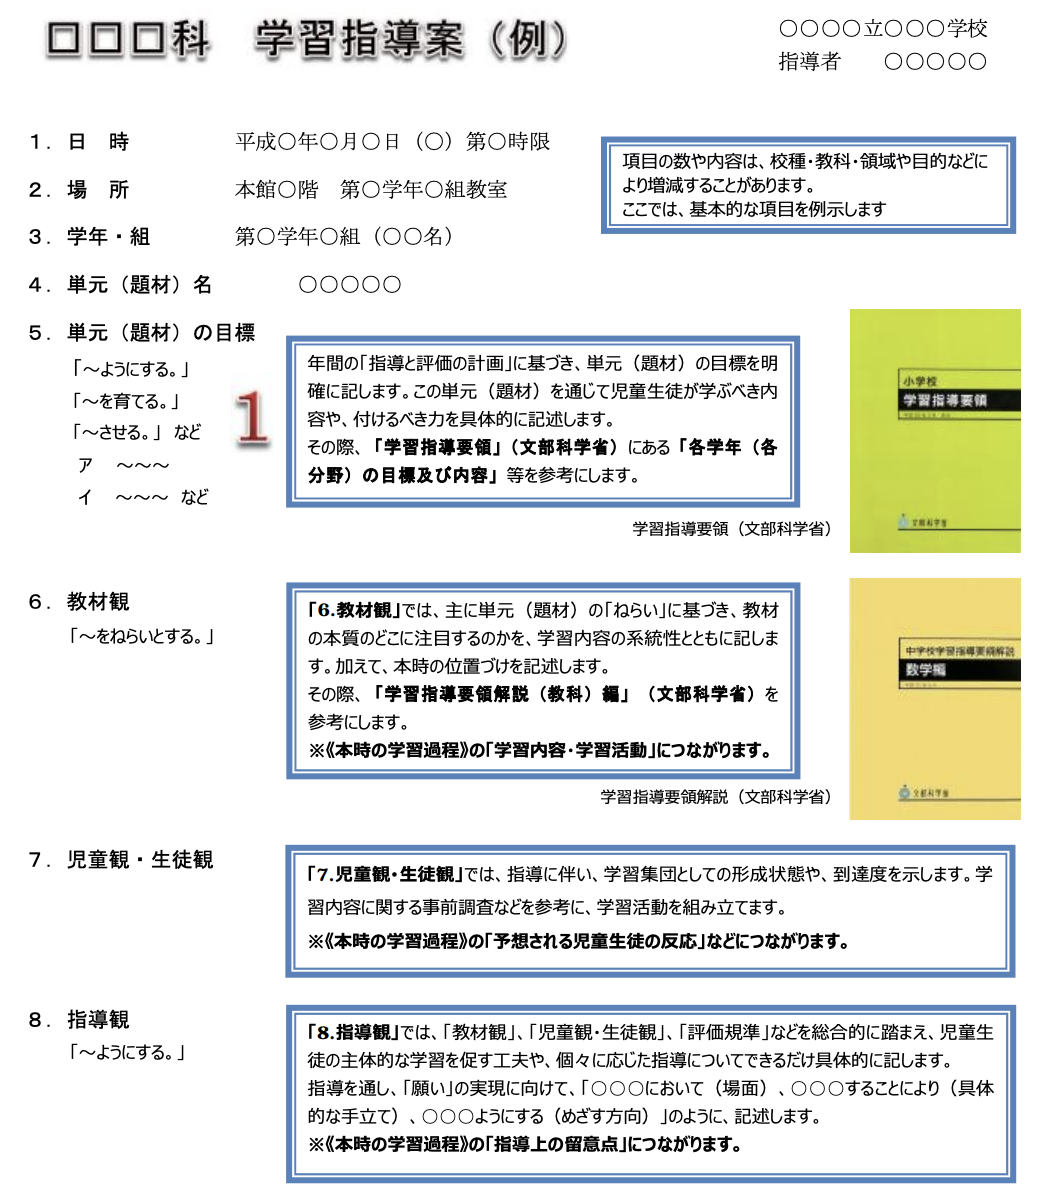 □□□科　学習指導案（例）
〇〇〇〇立〇〇〇学校
指導者　〇〇〇〇〇
１．日　時　平成〇年〇月〇日（〇）第〇時限
２．場　所　本館〇階　第〇学年〇組教室
３．学年・組　第〇学年〇組（〇〇名）
項目の数や内容は、校種・教科・領域や目的などに
より増減することがあります。
ここでは、基本的な項目を例示します
４．単元（題材）名　〇〇〇〇〇
５．単元（題材）の目標
「～ようにする。」
「～を育てる。」
「～させる。」など
ア　～～～
イ　～～～ など
1
年間の「指導と評価の計画」に基づき、単元（題材）の目標を明
確に記します。この単元（題材）を通じて児童生徒が学ぶべき内
容や、付けるべき力を具体的に記述します。
その際、「学習指導要領」（文部科学省）にある「各学年（各
分野）の目標及び内容」等を参考にします。
小学校
学習指導要領
文部科学省
学習指導要領（文部科学省）
６．教材観
「～をねらいとする。」
「6.教材観」では、主に単元（題材）の「ねらい」に基づき、教材
の本質のどこに注目するのかを、学習内容の系統性とともに記しま
す。加えて、本時の位置づけを記述します。
その際、「学習指導要領解説（教科）編」（文部科学省）を
参考にします。
※《本時の学習過程》の「学習内容・学習活動」につながります。
中学校学習指導要領解説
数学編
文部科学省
学習指導要領解説（文部科学省）
７．児童観・生徒観
「7.児童観・生徒観」では、指導に伴い、学習集団としての形成状態や、到達度を示します。学
習内容に関する事前調査などを参考に、学習活動を組み立てます。
※《本時の学習過程》の「予想される児童生徒の反応」などにつながります。
８．指導観
「～ようにする。」
「8.指導観」では、「教材観」、「児童観・生徒観」、「評価規準」などを総合的に踏まえ、児童生
徒の主体的な学習を促す工夫や、個々に応じた指導についてできるだけ具体的に記します。
指導を通し、「願い」の実現に向けて、「〇〇〇において（場面）、〇〇〇することにより（具体
的な手立て）、〇〇〇ようにする（めざす方向）」のように、記述します。
※《本時の学習過程》の「指導上の留意点」につながります。